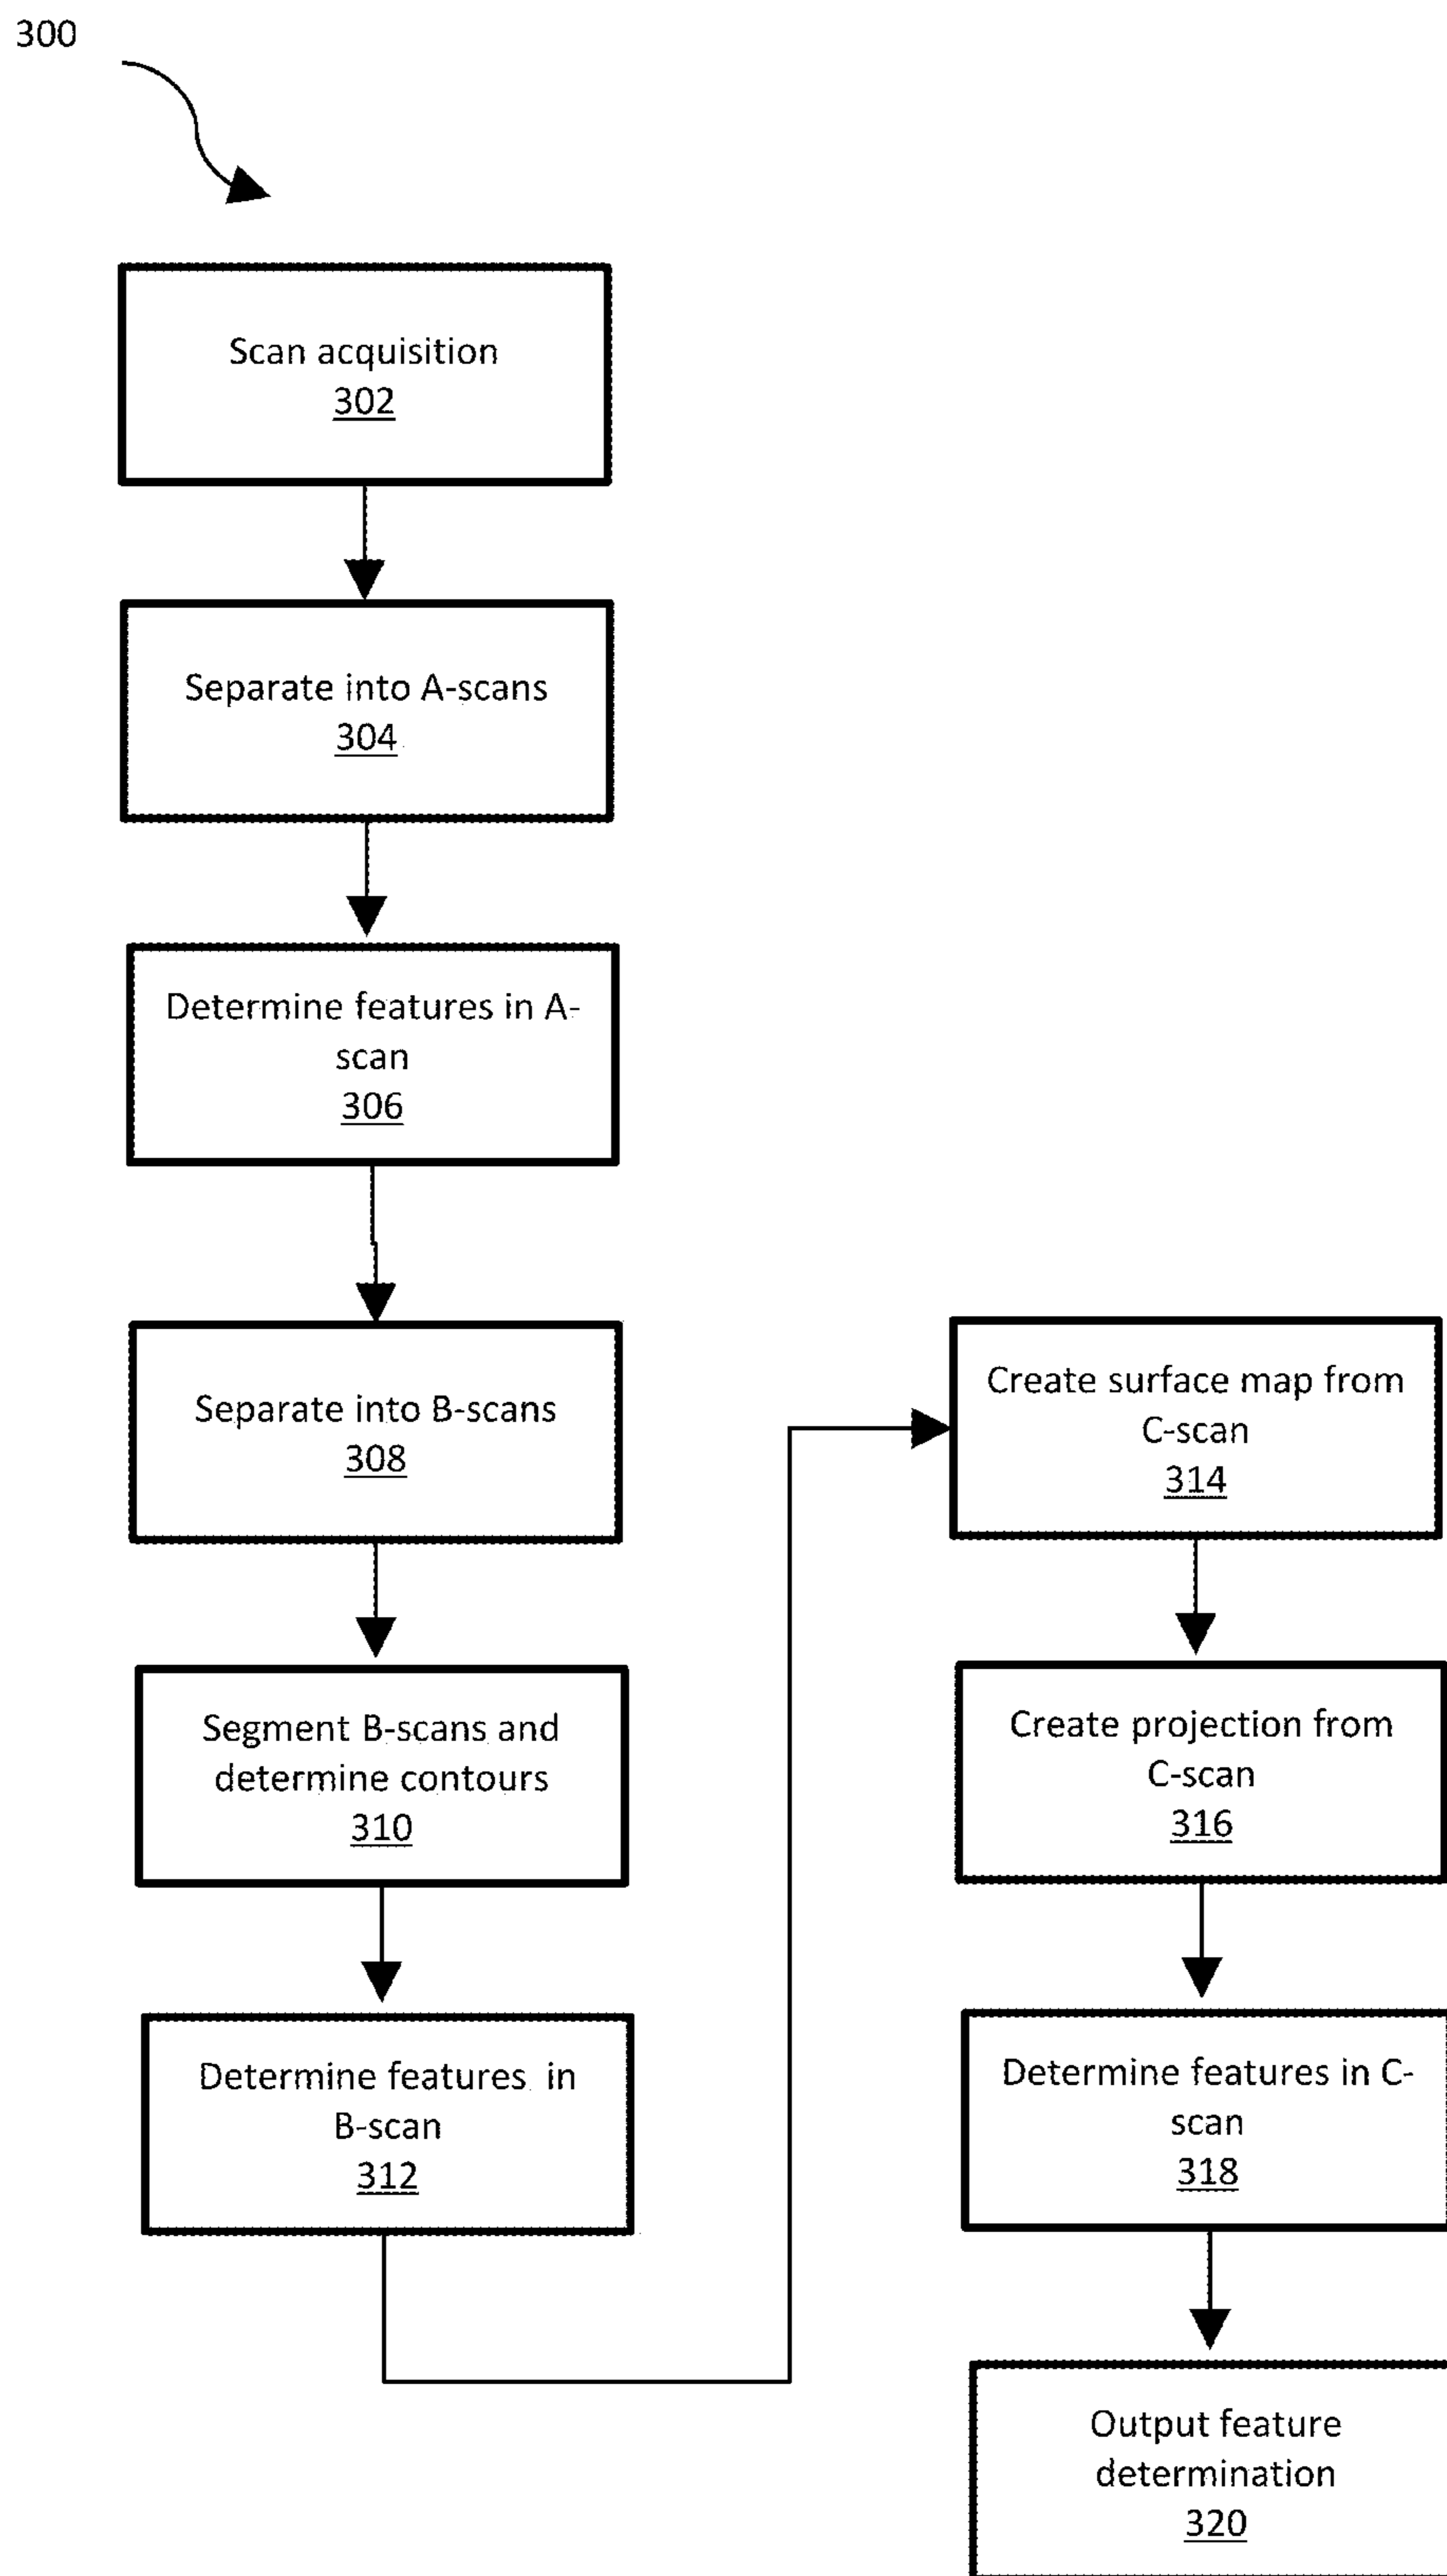 300
Scan acquisition
302
Separate into A-scans
304
Determine features in A-
scan
306
Separate into B-scans
308
Segment B-scans and
determine contours
310
Determine features in
B-scan
312
Create surface map from
C-scan
314
Create projection from
C-scan
316
Determine features in C-
scan
318
Output feature
determination
320